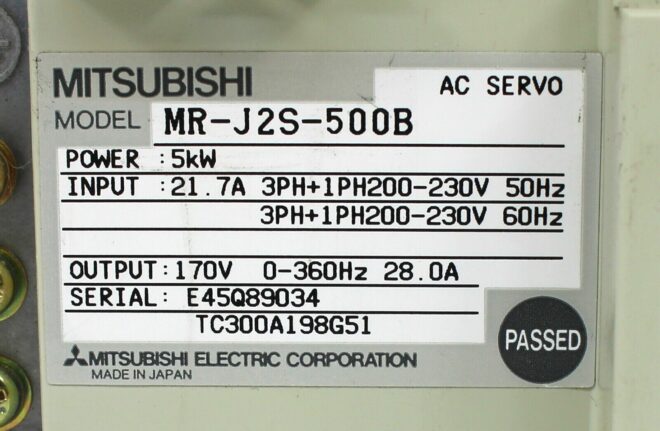 MITSUBISHI AC SERVO
MODEL MR-J2S-500B
POWER :5kW
INPUT :21.7A 3PH+1PH200-230V 50Hz
3PH+1PH200-230V 60Hz
OUTPUT:170V 0-360Hz 28.0A
SERIAL: E45Q89034
TC300A198G51
PASSED
MITSUBISHI ELECTRIC CORPORATION
MADE IN JAPAN